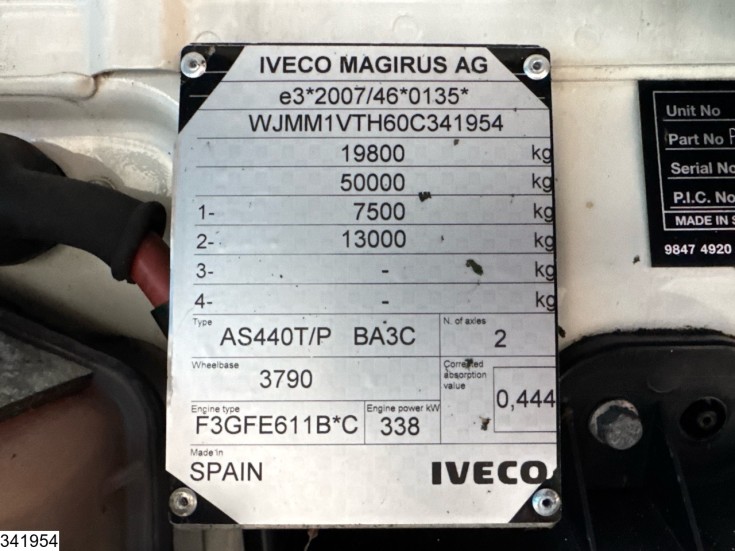 IVECO MAGIRUS AG
e3*2007/46*0135*
WJMM1VTH60C341954
19800 kg
50000 kg
1- 7500 kg
2- 13000 kg
3- - kg
4- - kg
Type AS440T/P BA3C N. of axles 2
Wheelbase 3790 Corrected absorption value 0,444
Engine type F3GFE611B*C Engine power kW 338
Made in SPAIN IVECO
Unit No
Part No
Serial No
P.I.C. No
MADE IN
9847 4920
341954